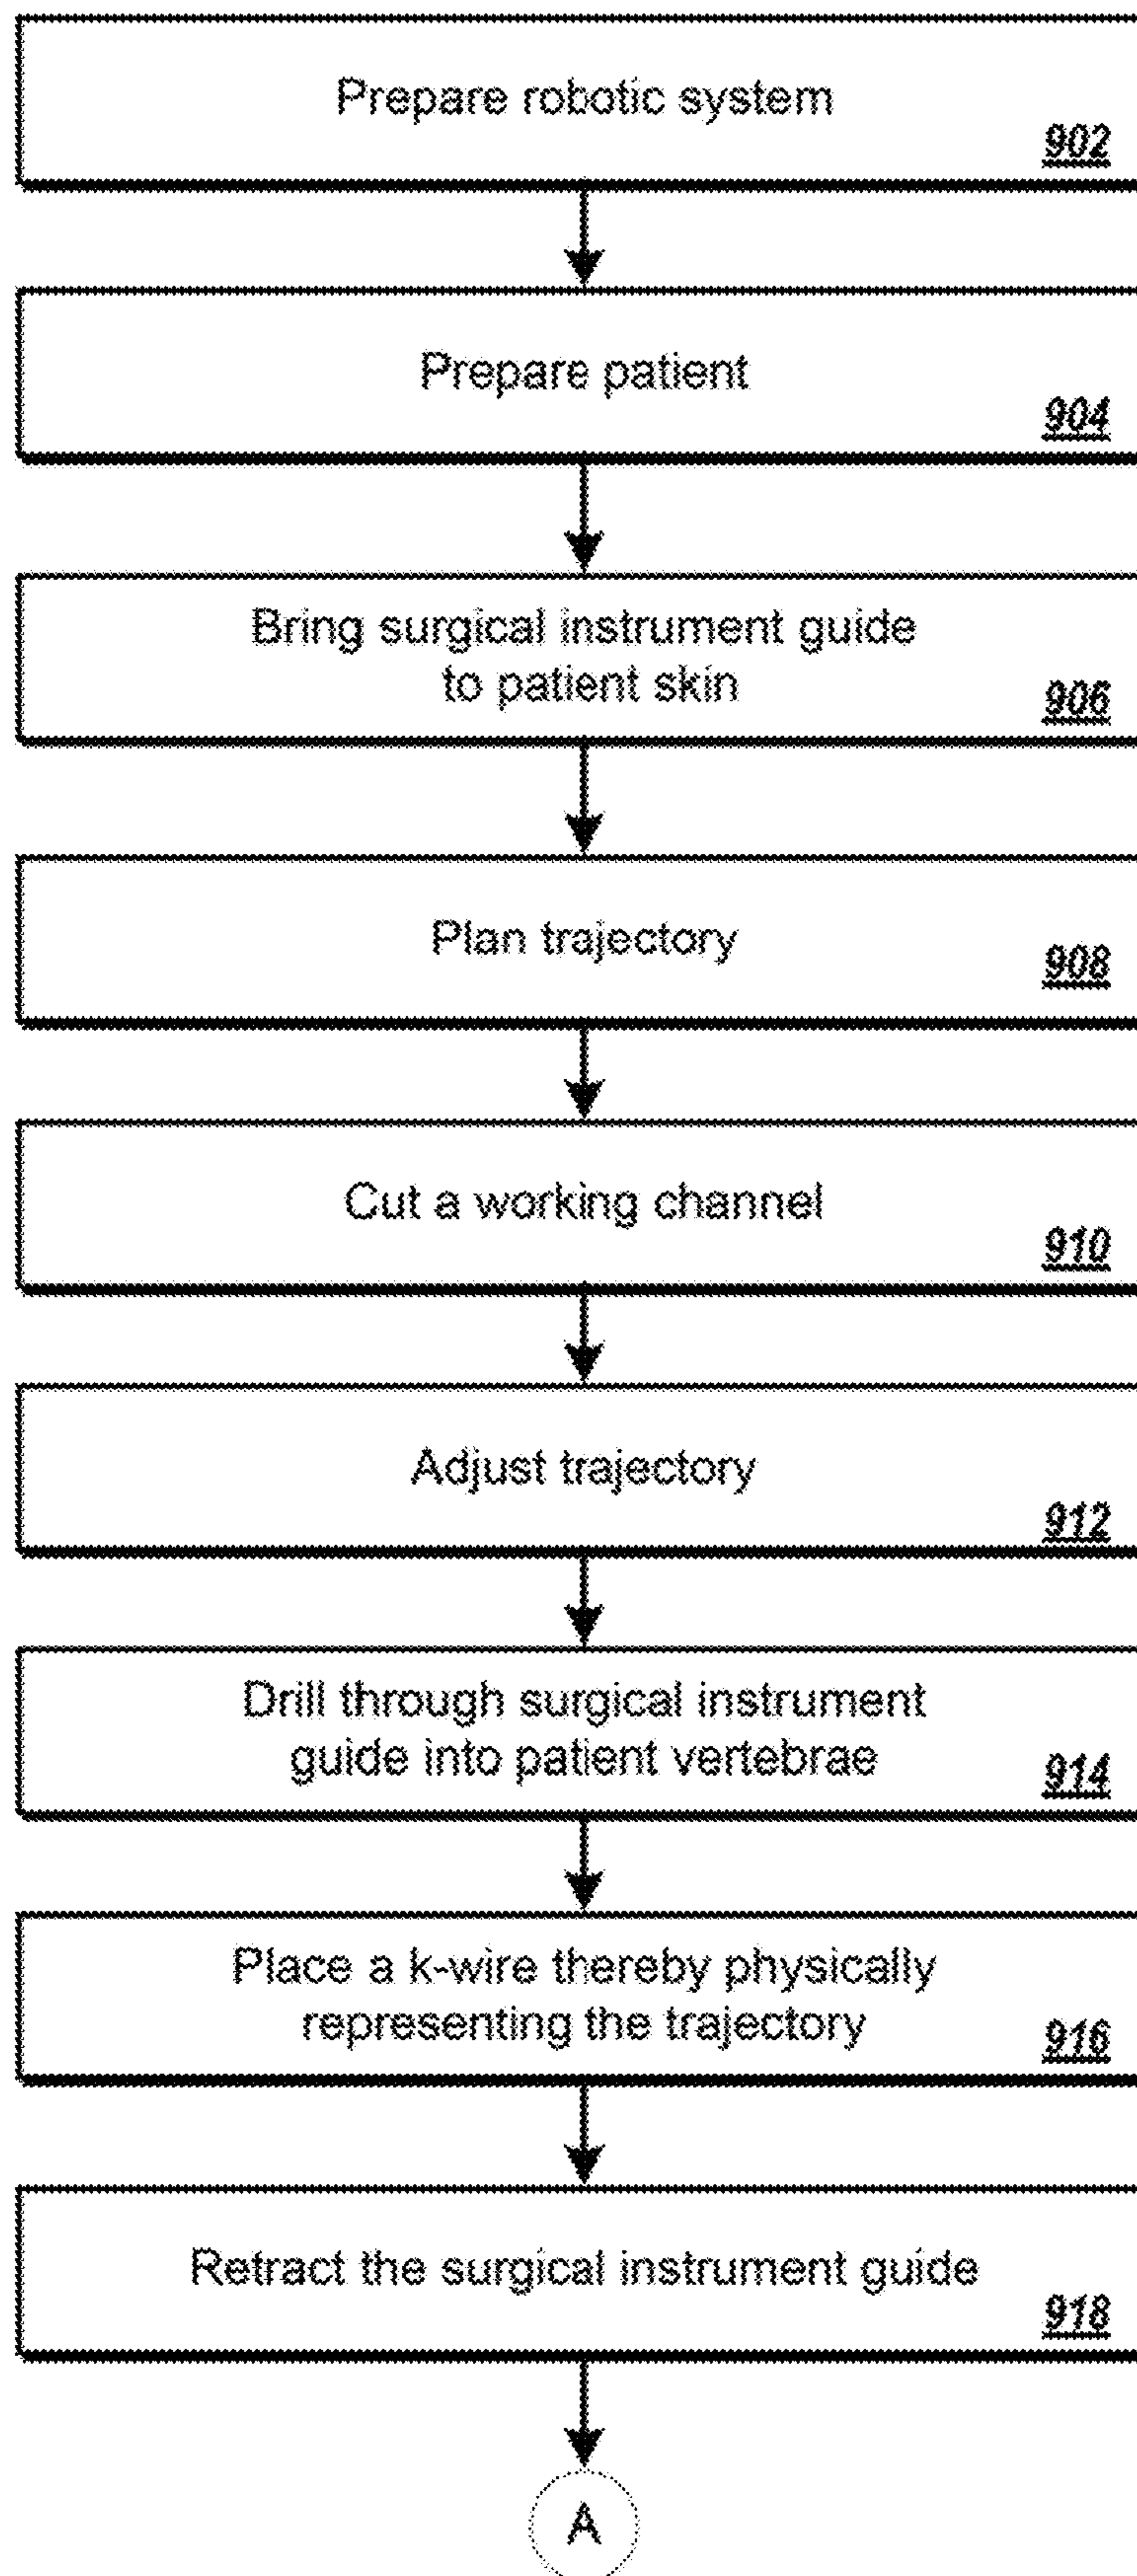 Prepare robotic system
902
Prepare patient
904
Bring surgical instrument guide
to patient skin
906
Plan trajectory
908
Cut a working channel
910
Adjust trajectory
912
Drill through surgical instrument
guide into patient vertebrae
914
Place a k-wire thereby physically
representing the trajectory
916
Retract the surgical instrument guide
918
A